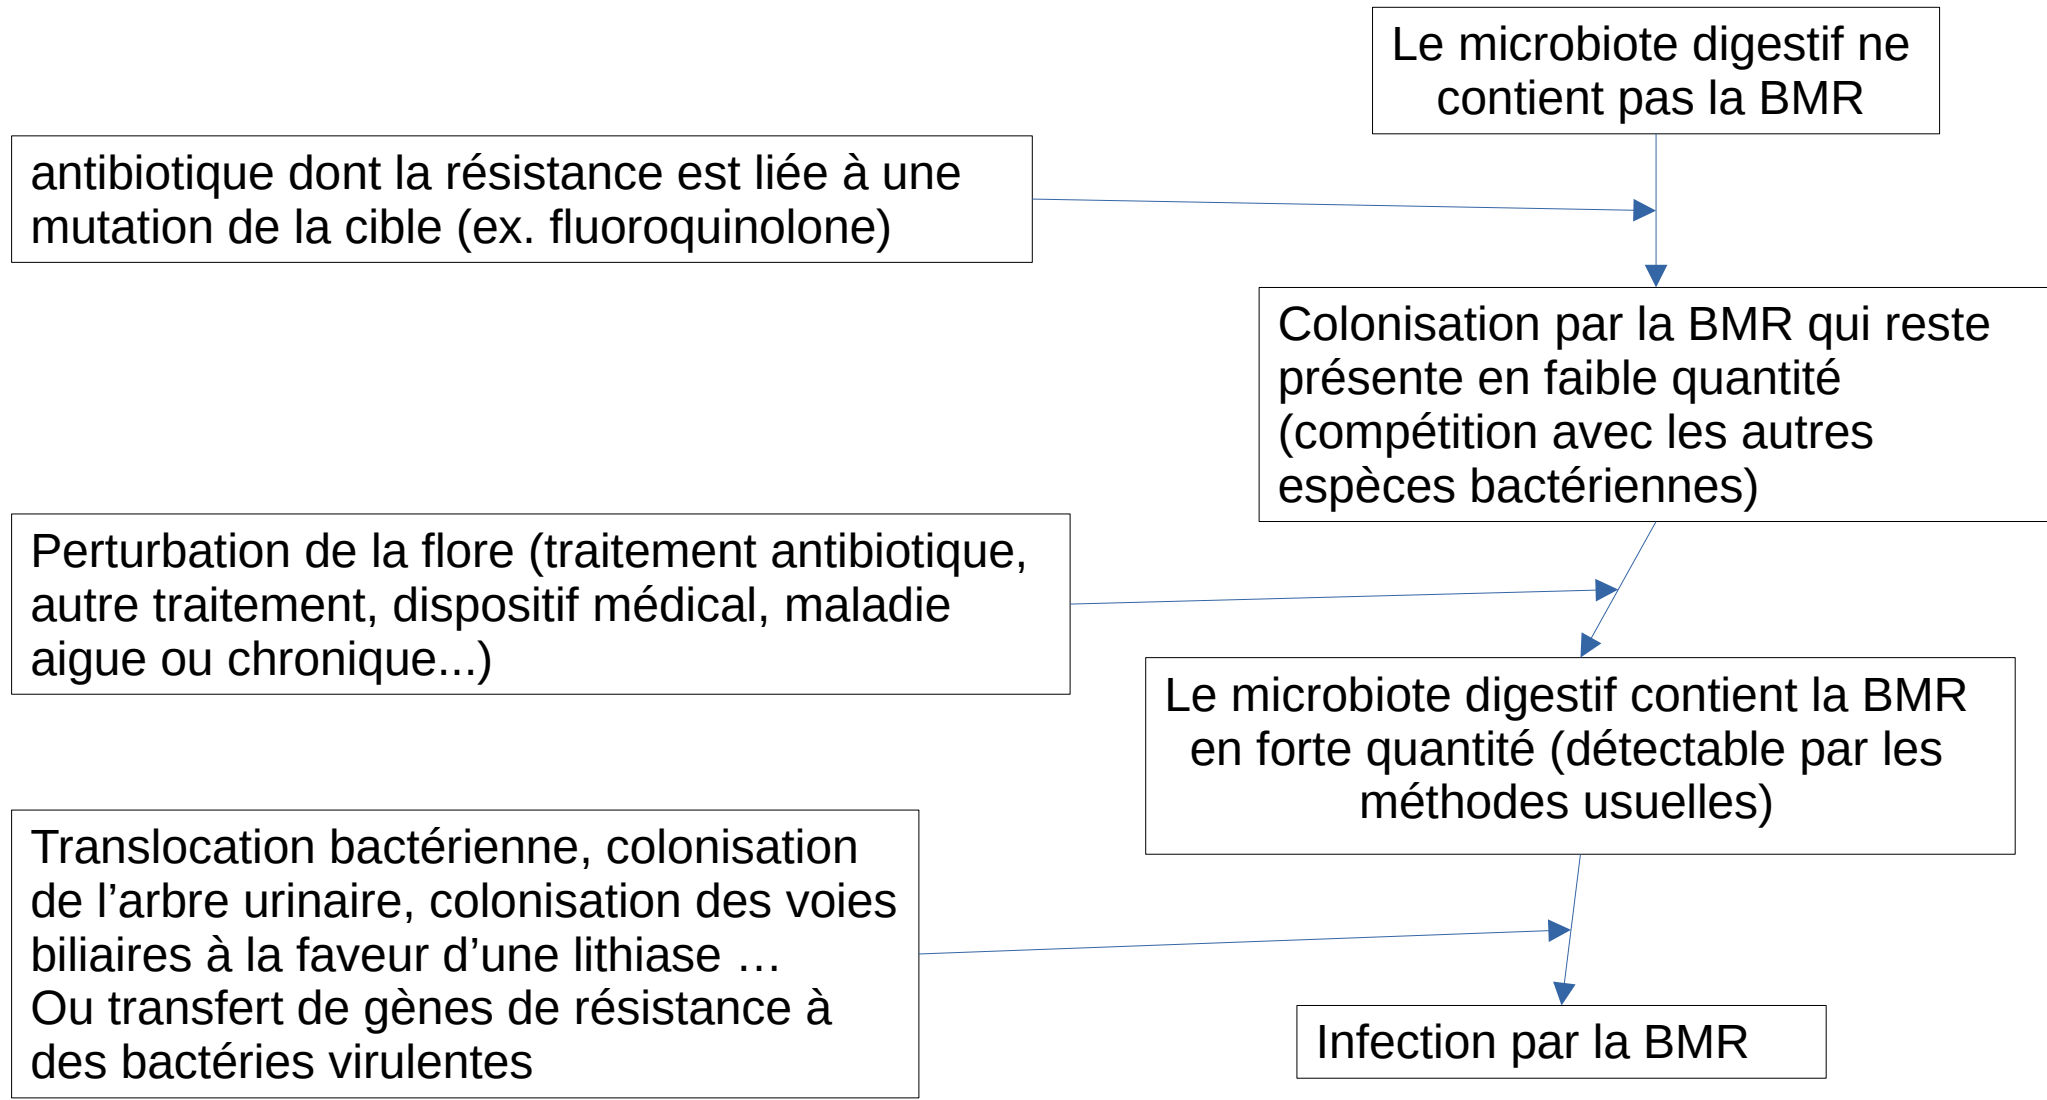 Le microbiote digestif ne
contient pas la BMR
antibiotique dont la résistance est liée à une
mutation de la cible (ex. fluoroquinolone)
Colonisation par la BMR qui reste
présente en faible quantité
(compétition avec les autres
espèces bactériennes)
Perturbation de la flore (traitement antibiotique,
autre traitement, dispositif médical, maladie
aigue ou chronique...)
Le microbiote digestif contient la BMR
en forte quantité (détectable par les
méthodes usuelles)
Translocation bactérienne, colonisation
de l’arbre urinaire, colonisation des voies
biliaires à la faveur d’une lithiase …
Ou transfert de gènes de résistance à
des bactéries virulentes
Infection par la BMR